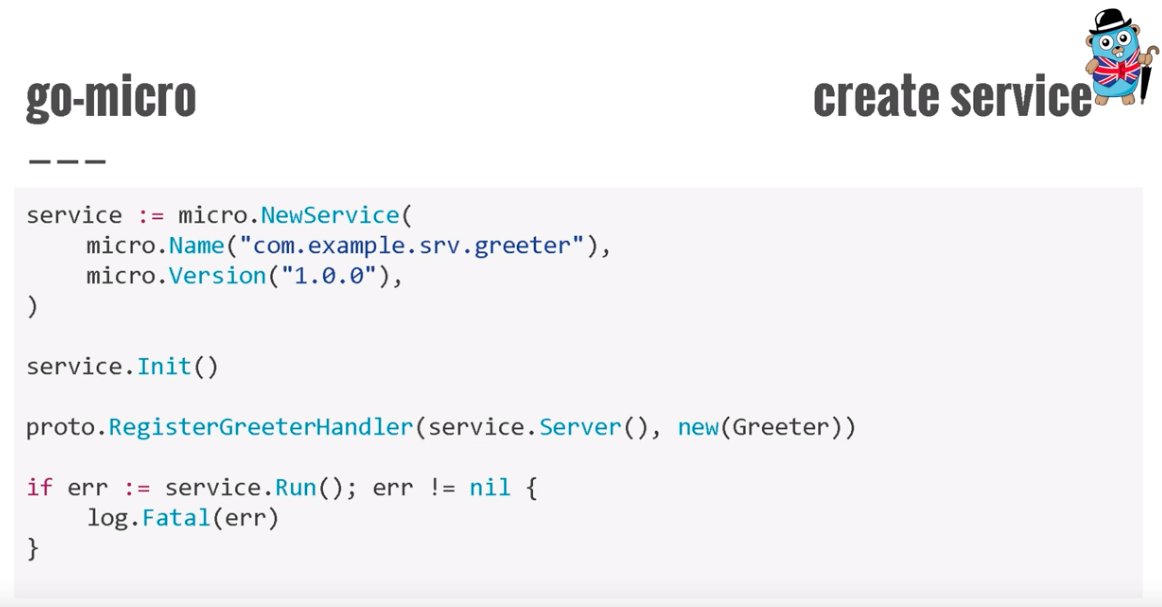 go-micro
create service
---
service := micro.NewService(
    micro.Name("com.example.srv.greeter"),
    micro.Version("1.0.0"),
)
service.Init()
proto.RegisterGreeterHandler(service.Server(), new(Greeter))
if err := service.Run(); err != nil {
    log.Fatal(err)
}